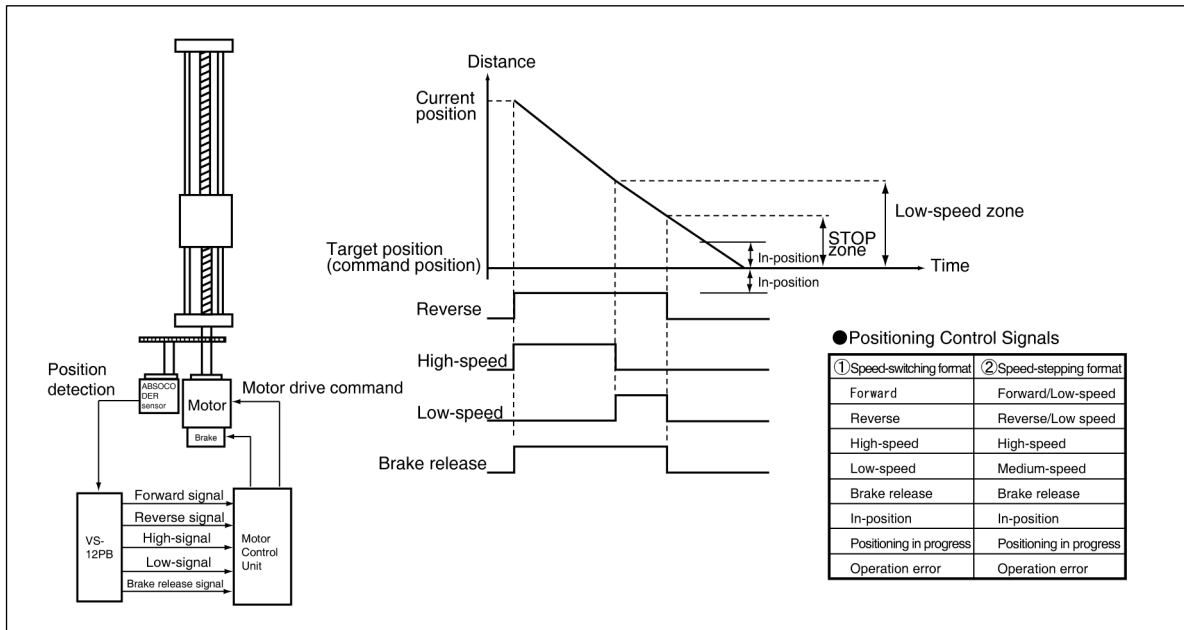 Distance
Current
position
Low-speed zone
STOP
zone
Target position
(command position)
In-position
Time
In-position
Reverse
High-speed
Low-speed
Brake release
Position
detection
ABSOCO
DER
sensor
Motor
Brake
Motor drive command
VS-
12PB
Forward signal
Reverse signal
High-signal
Low-signal
Brake release signal
Motor
Control
Unit
●Positioning Control Signals
①Speed-switching format ②Speed-stepping format
Forward Forward/Low-speed
Reverse Reverse/Low speed
High-speed High-speed
Low-speed Medium-speed
Brake release Brake release
In-position In-position
Positioning in progress Positioning in progress
Operation error Operation error